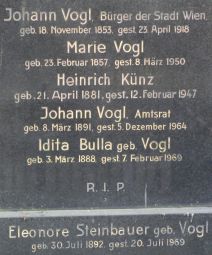 Johann Vogl, Bürger der Stadt Wien,
geb. 18. November 1853, gest. 23. April 1918
Marie Vogl
geb. 23. Februar 1857, gest. 8. März 1950
Heinrich Künz
geb. 21. April 1881, gest. 12. Februar 1947
Johann Vogl, Amtsrat
geb. 8. März 1891, gest. 5. Dezember 1964
Idita Bulla geb. Vogl
geb. 3. März 1888, gest. 7. Februar 1969
R. I. P.
Eleonore Steinbauer geb. Vogl
geb. 30. Juli 1892, gest. 20. Juli 1969